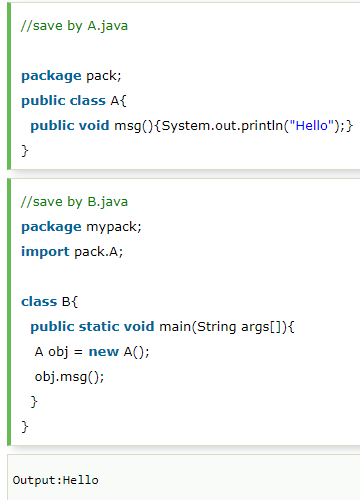 //save by A.java
package pack;
public class A{
  public void msg(){System.out.println("Hello");}
}
//save by B.java
package mypack;
import pack.A;
class B{
  public static void main(String args[]){
   A obj = new A();
   obj.msg();
  }
}
Output:Hello